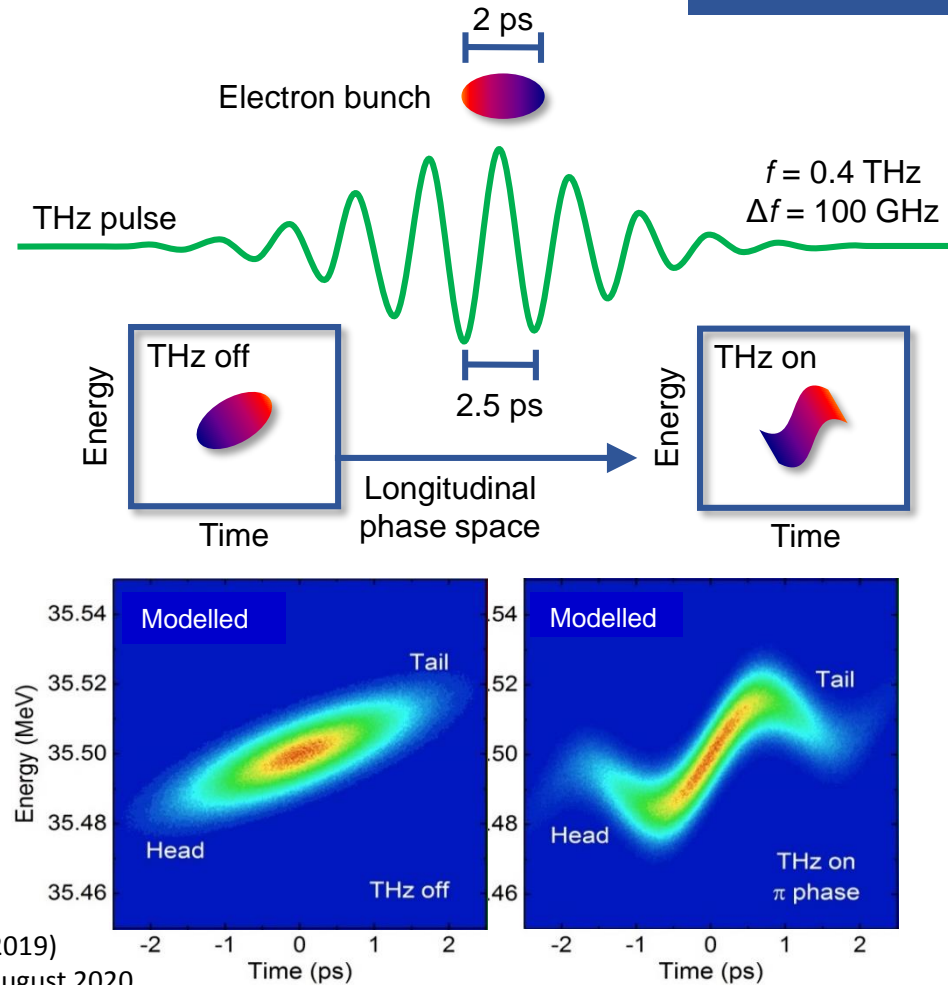 2 ps
Electron bunch
f = 0.4 THz
Δf = 100 GHz
THz pulse
THz off
Energy
Time
2.5 ps
Longitudinal
phase space
THz on
Energy
Time
Modelled
Tail
Head
THz off
Energy (MeV)
35.54
35.52
35.50
35.48
35.46
-2 -1 0 1 2
Time (ps)
Modelled
Tail
Head
THz on
π phase
.54
.52
.50
.48
.46
-2 -1 0 1 2
Time (ps)
2019)
2020